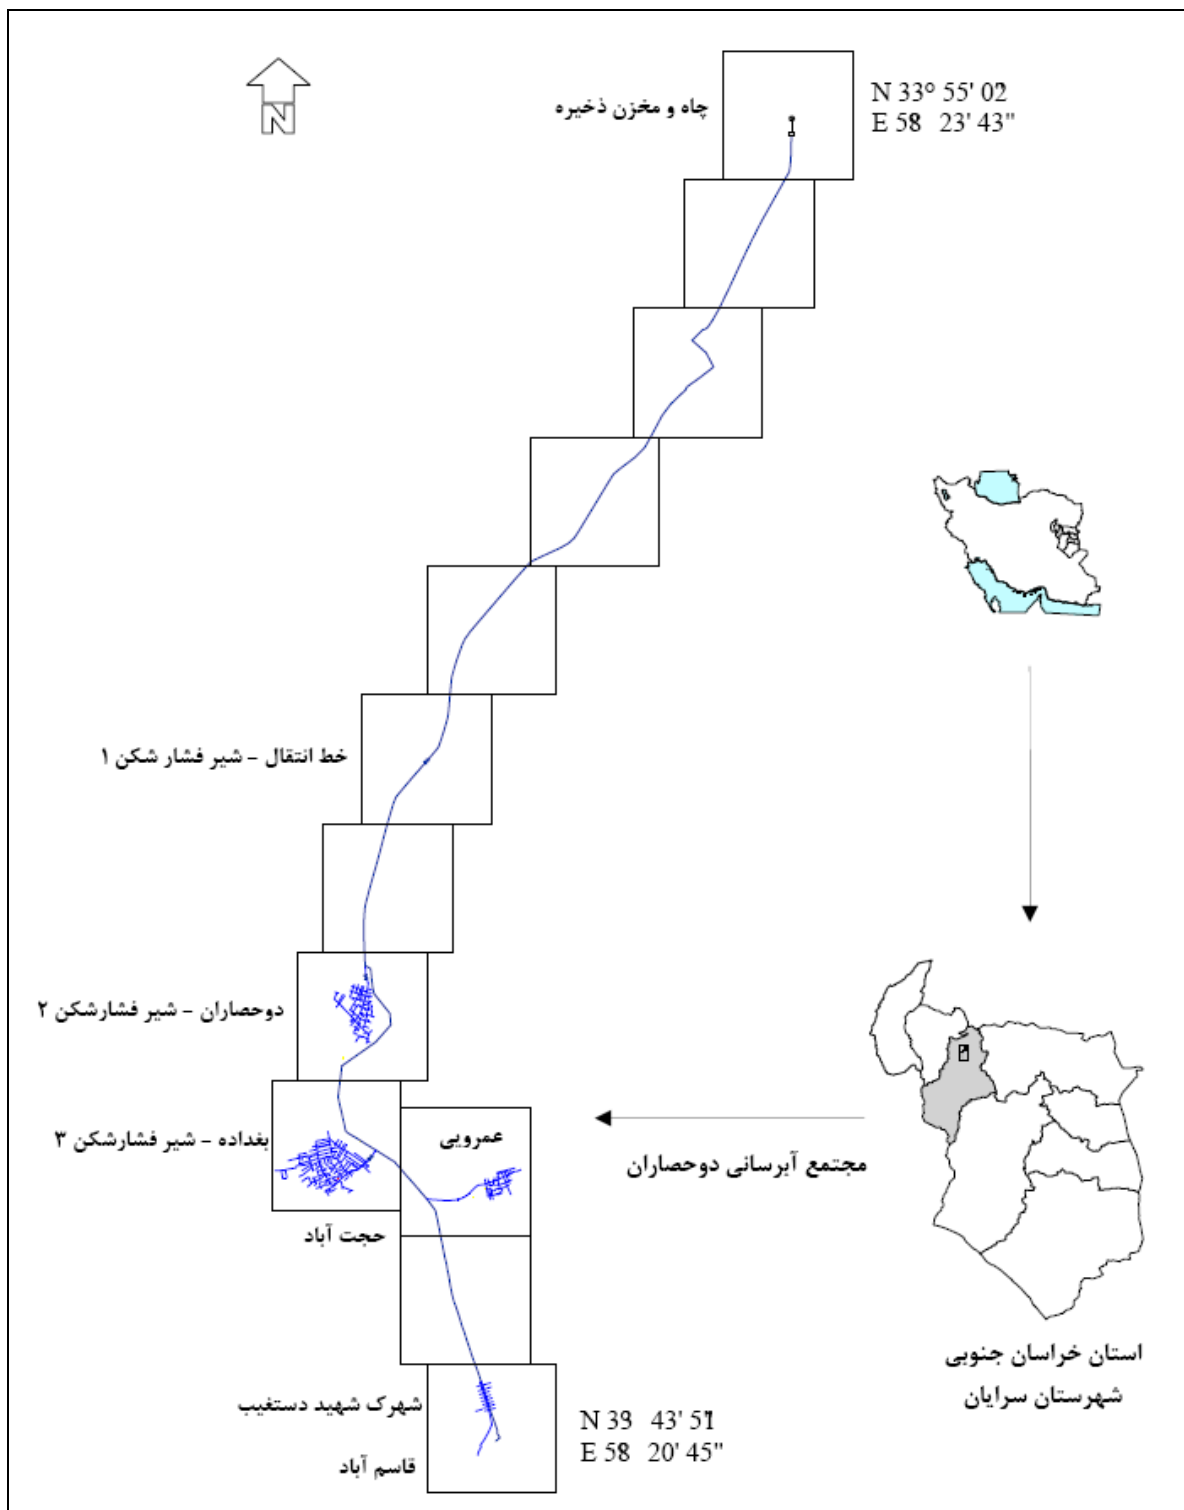 N
چاه و مخزن ذخیره
N 33° 55' 02"
E 58 23' 43"
خط انتقال - شیر فشار شکن ۱
دوحصاران - شیر فشارشکن ۲
بغداده - شیر فشارشکن ۳
عمرویی
مجتمع آبرسانی دوحصاران
حجت آباد
استان خراسان جنوبی
شهرستان سرایان
شهرک شهید دستغیب
قاسم آباد
N 33 43' 51"
E 58 20' 45"